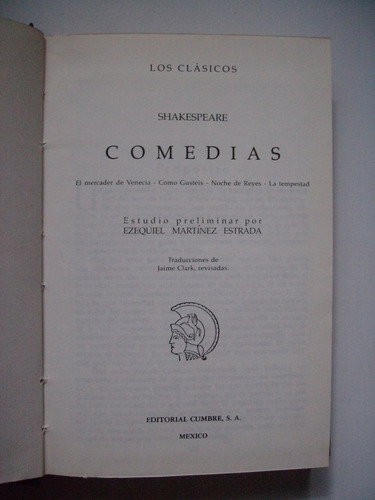 LOS CLÁSICOS
SHAKESPEARE
COMEDIAS
El mercader de Venecia - Como Gustéis - Noche de Reyes - La tempestad
Estudio preliminar por
EZEQUIEL MARTÍNEZ ESTRADA
Traducciones de
Jaime Clark, revisadas.
EDITORIAL CUMBRE, S. A.
MEXICO